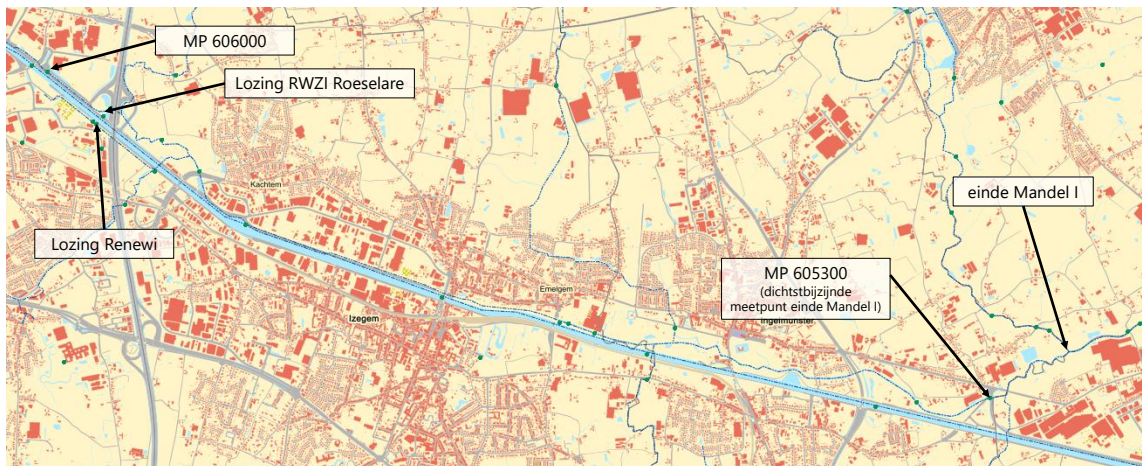 MP 606000
Lozing RWZI Roeselare
Lozing Renewi
Kachtem
einde Mandel I
MP 605300
(dichtstbijzijnde
meetpunt einde Mandel I)
Emelgem
Izegem
Ingelmunster